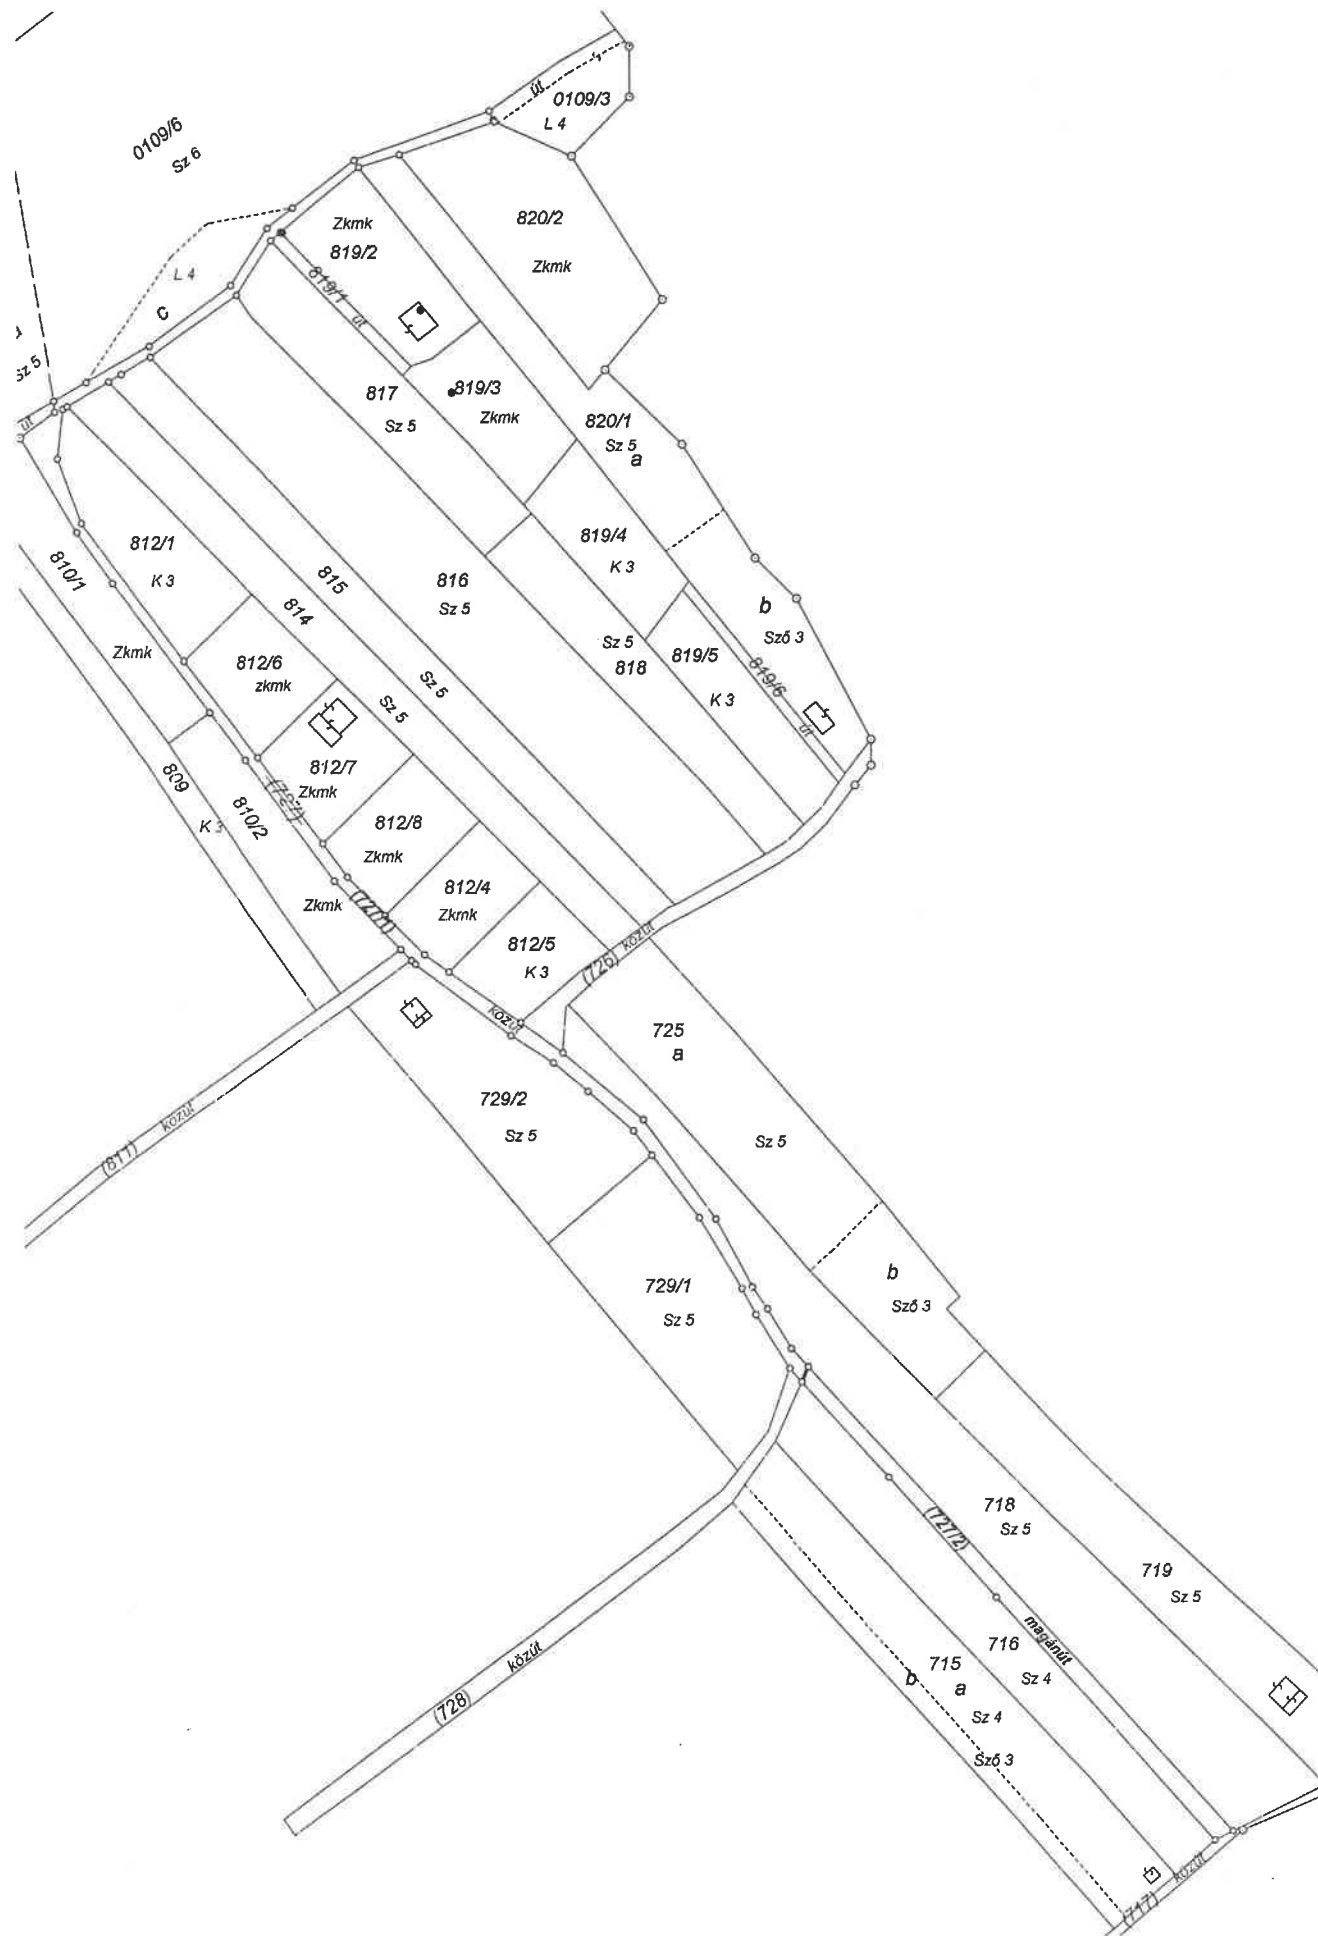 út
0109/3
L 4
0109/6
Sz 6
820/2
Zkmk
Zkmk
819/2
L 4
819/1
út
c
Sz 5
817
Sz 5
819/3
Zkmk
820/1
Sz 5
a
út
812/1
K 3
810/1
819/4
K 3
815
816
Sz 5
814
b
Sző 3
Zkmk
812/6
zkmk
Sz 5
818
819/5
K 3
819/6
út
Sz 5
Sz 5
809
812/7
Zkmk
K 3
810/2
812/8
Zkmk
Zkmk
812/4
Zkmk
(727/1)
812/5
K 3
közút
(726)
közút
725
a
729/2
Sz 5
Sz 5
közút
(811)
b
Sző 3
729/1
Sz 5
718
Sz 5
(727/2)
719
Sz 5
magánút
716
Sz 4
715
b
a
Sz 4
Sző 3
közút
(728)
közút
(717)